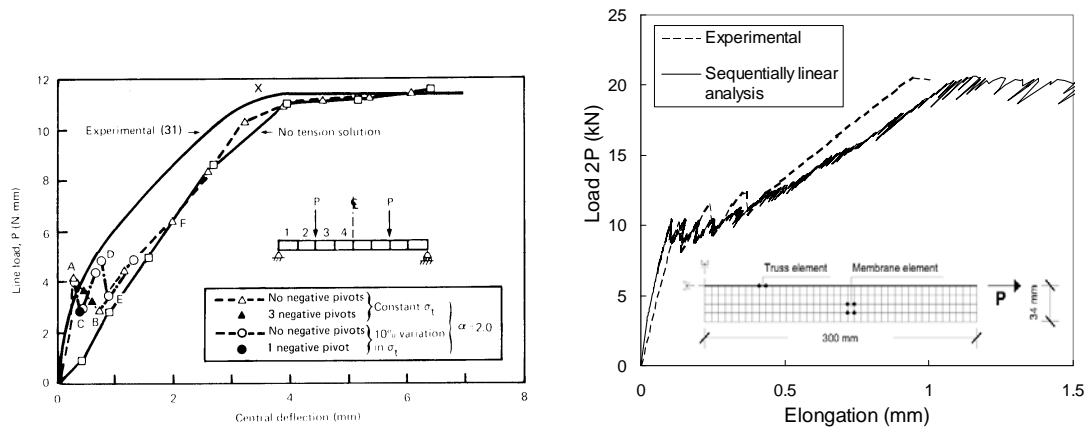 12
10
8
6
4
2
0
0
2
4
6
8
Line load, P (N·mm)
Central deflection (mm)
Experimental (31)
X
No tension solution
A
B
C
D
E
F
P
℄
P
1 2 3 4
No negative pivots
3 negative pivots
Constant σt
No negative pivots
1 negative pivot
10% variation
in σt
α = 2.0
25
20
15
10
5
0
0
0.5
1
1.5
Load 2P (kN)
Elongation (mm)
Experimental
Sequentially linear
analysis
Truss element
Membrane element
P
34 mm
300 mm